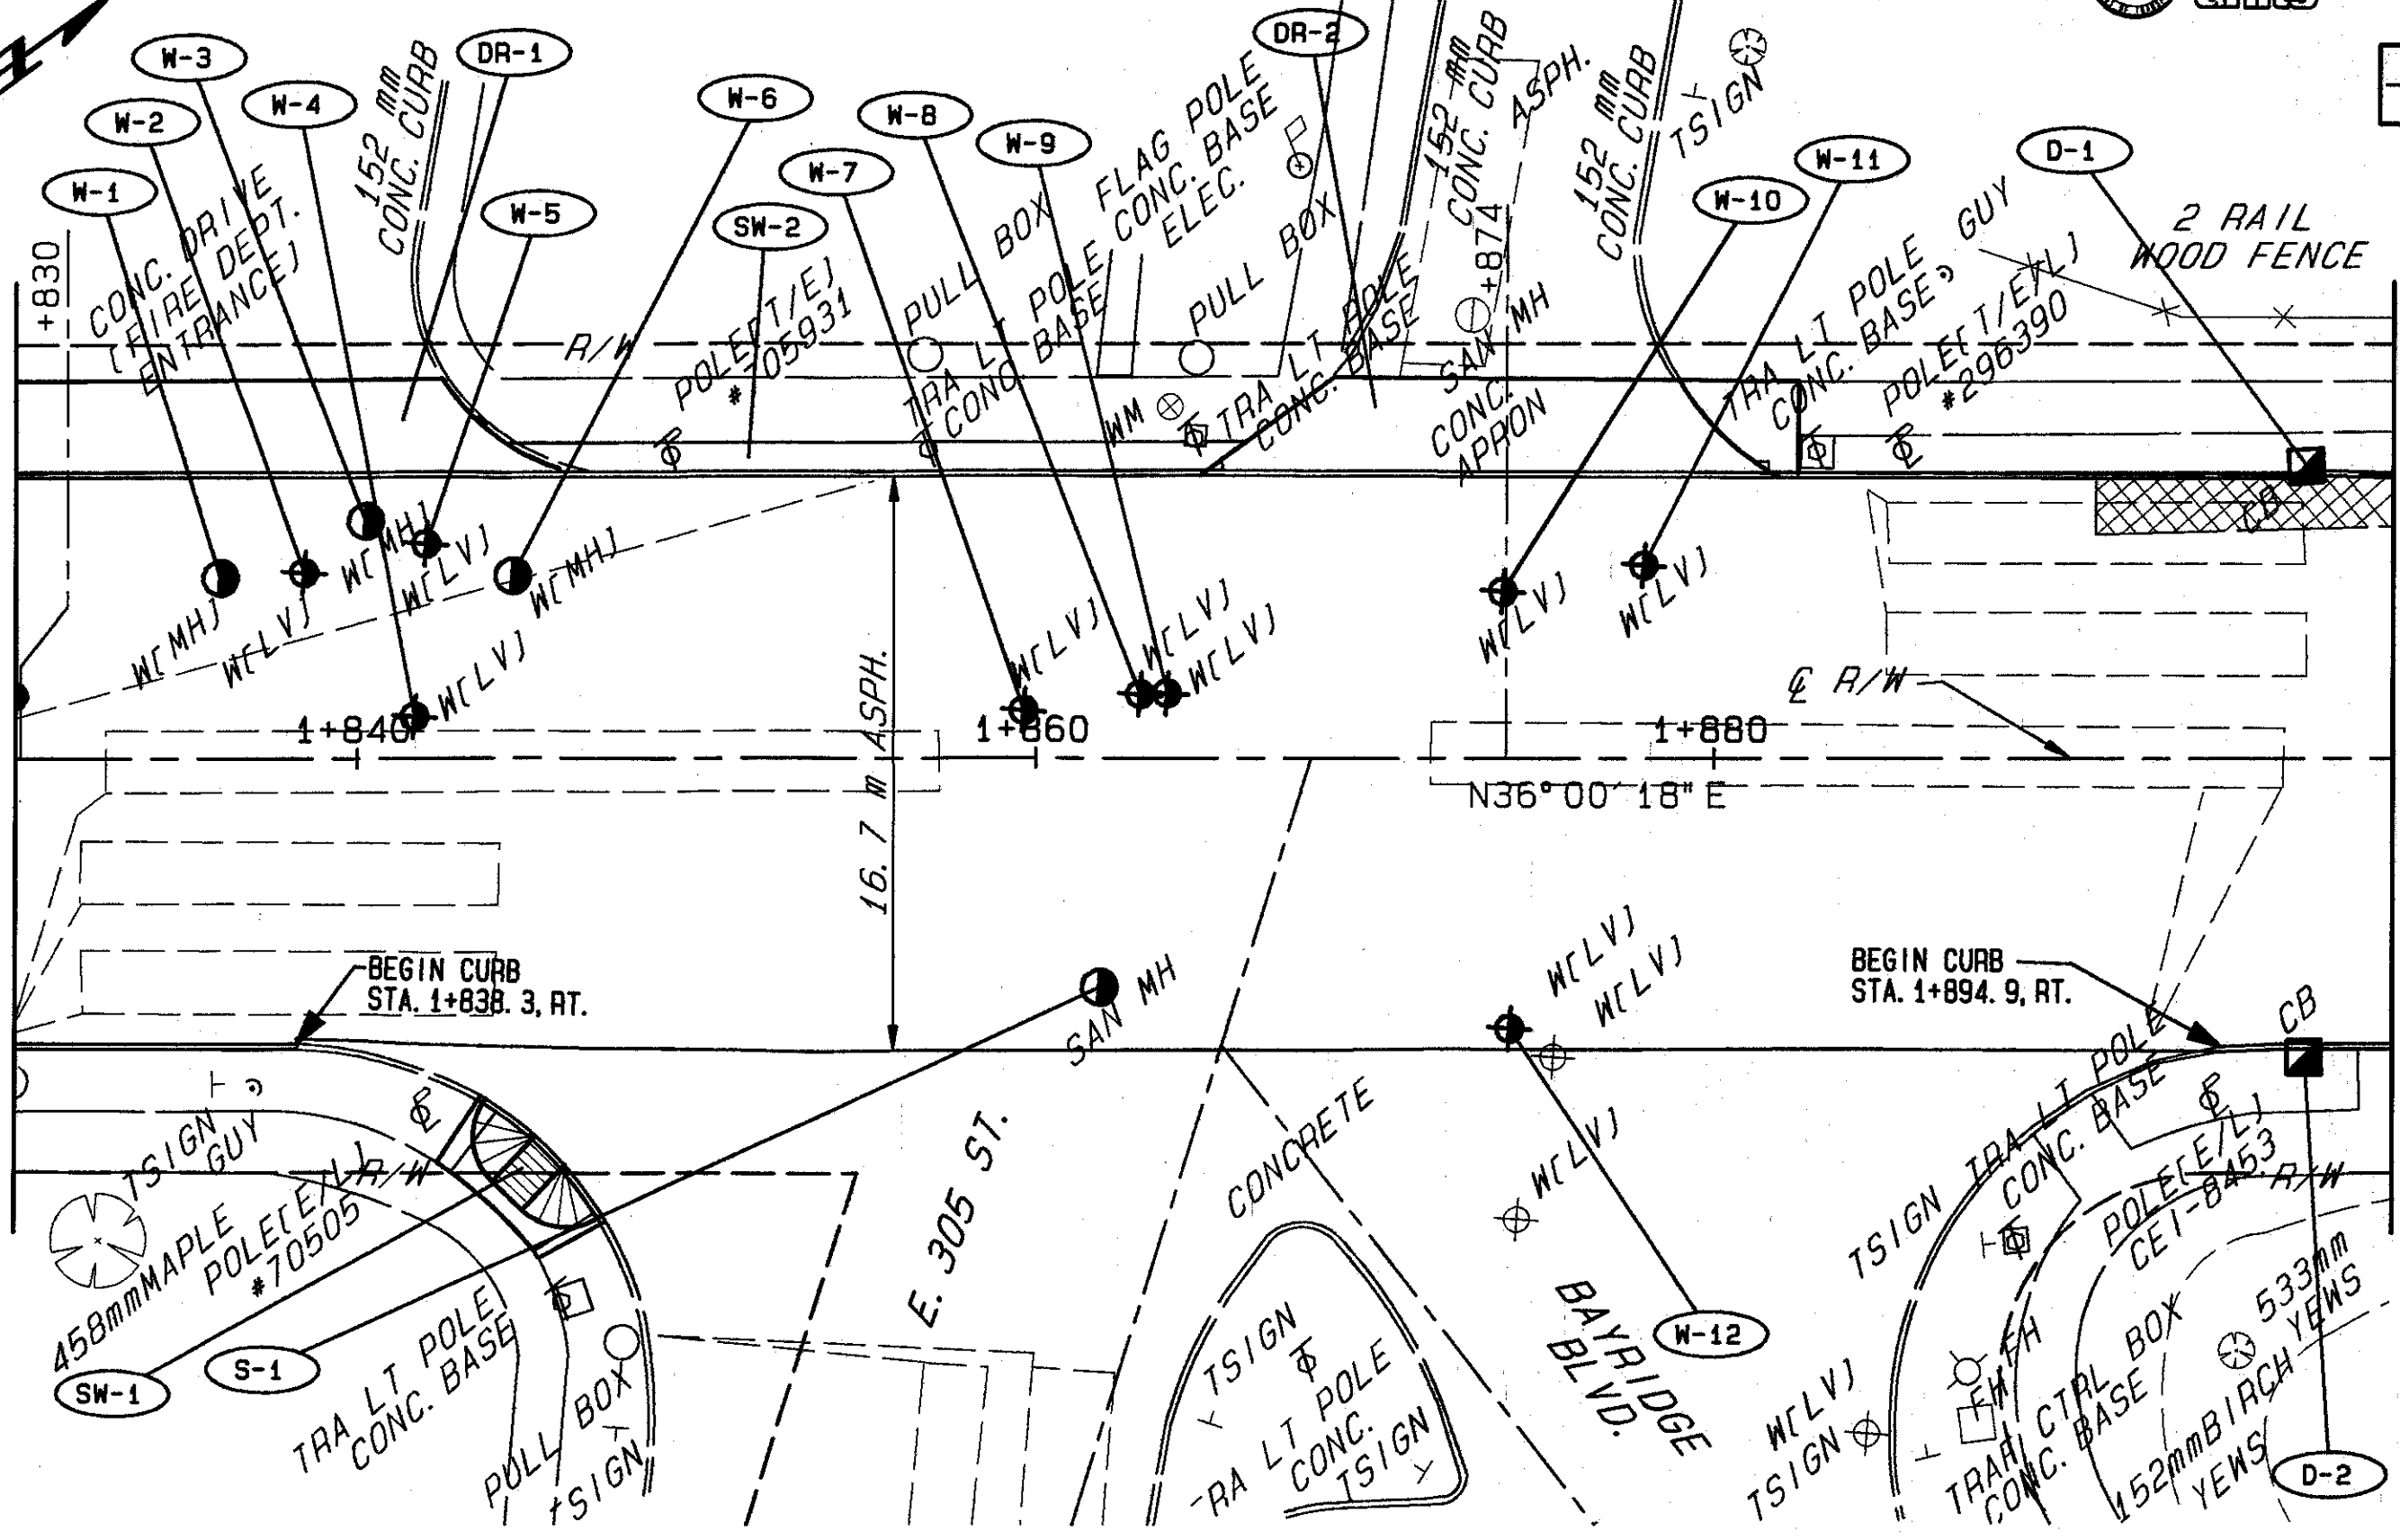 W-3
DR-1
DR-2
W-4
W-6
W-8
W-2
W-9
W-7
W-11
D-1
W-1
W-5
SW-2
W-10
152 mm
CONC. CURB
FLAG POLE
CONC. BASE
ELEC.
152 mm
CONC. CURB
ASPH.
152 mm
CONC. CURB
TSIGN
+830
CONC. DRIVE
(FIRE DEPT.
ENTRANCE)
R/W
POLE(T/E)
#705931
PULL BOX
TRA LT POLE
CONC. BASE
PULL BOX
WM
TRA LT POLE
CONC. BASE
+874
SAN MH
CONC.
APRON
TRA LT POLE
CONC. BASE
GUY
POLE(T/E/L)
#296390
2 RAIL
WOOD FENCE
CB
W(MH)
W(LV)
W(MH)
W(LV)
W(MH)
W(LV)
W(LV)
W(LV)
W(LV)
W(LV)
W(LV)
℄ R/W
1+840
1+860
1+880
16.7 m ASPH.
N36°00'18"E
BEGIN CURB
STA. 1+838.3, RT.
SAN MH
W(LV)
W(LV)
BEGIN CURB
STA. 1+894.9, RT.
CB
TSIGN
GUY
R/W
458mmMAPLE
POLE(E/L)
#70505
E. 305 ST.
CONCRETE
W(LV)
TSIGN
TRA LT POLE
CONC. BASE
POLE(E/L)
CEI-8453
R/W
SW-1
S-1
TRA LT POLE
CONC. BASE
PULL BOX
TSIGN
TSIGN
TRA LT POLE
CONC.
TSIGN
BAYRIDGE
BLVD.
W-12
W(LV)
TSIGN
FH
FH
TRAF CTRL BOX
CONC. BASE
533mm
YEWS
152mmBIRCH
YEWS
D-2